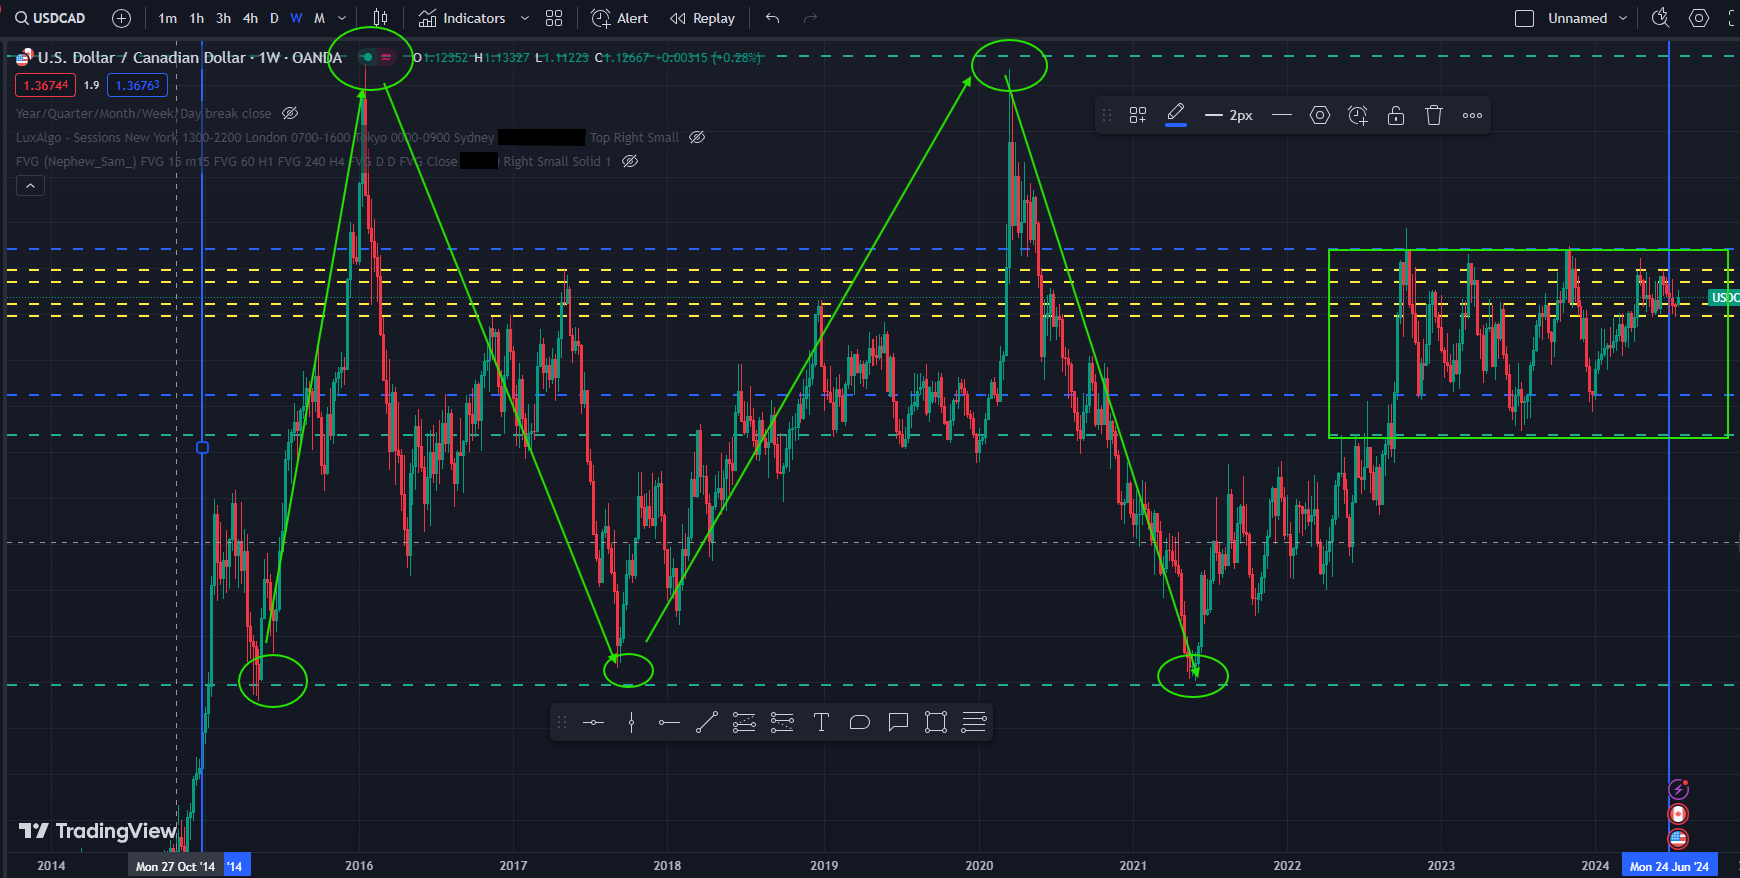 USDCAD 1m 1h 3h 4h D W M Indicators Alert Replay Unnamed
U.S. Dollar / Canadian Dollar · 1W · OANDA O1.12352 H1.13327 L1.11223 C1.12667 +0.00315 (+0.28%)
1.36744 1.9 1.36763
Year/Quarter/Month/Week/Day break close
2px
LuxAlgo - Sessions New York 1300-2200 London 0700-1600 Tokyo 0000-0900 Sydney Top Right Small
FVG (Nephew_Sam_) FVG 15 m15 FVG 60 H1 FVG 240 H4 FVG D D FVG Close Right Small Solid 1
USDC
T
TradingView
2014 Mon 27 Oct '14 '14 2016 2017 2018 2019 2020 2021 2022 2023 2024 Mon 24 Jun '24